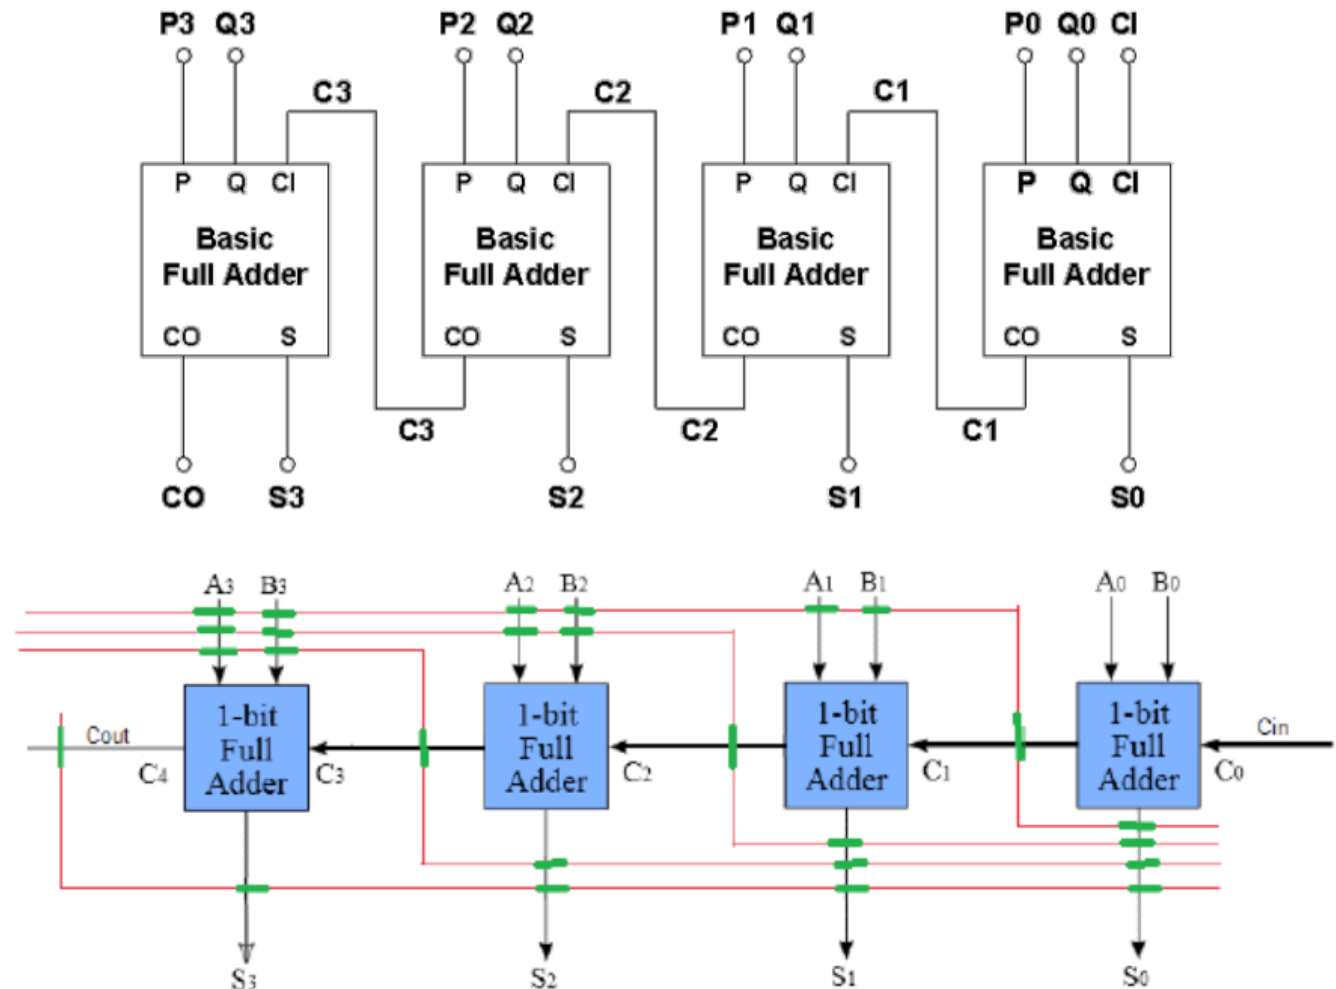 P3 Q3 P2 Q2 P1 Q1 P0 Q0 CI
C3 C2 C1
P Q CI P Q CI P Q CI P Q CI
Basic Basic Basic Basic
Full Adder Full Adder Full Adder Full Adder
CO S CO S CO S CO S
C3 C2 C1
CO S3 S2 S1 S0
A3 B3 A2 B2 A1 B1 A0 B0
1-bit 1-bit 1-bit 1-bit
Cout Full Full Full Full Cin
C4 Adder C3 Adder C2 Adder C1 Adder C0
S3 S2 S1 S0